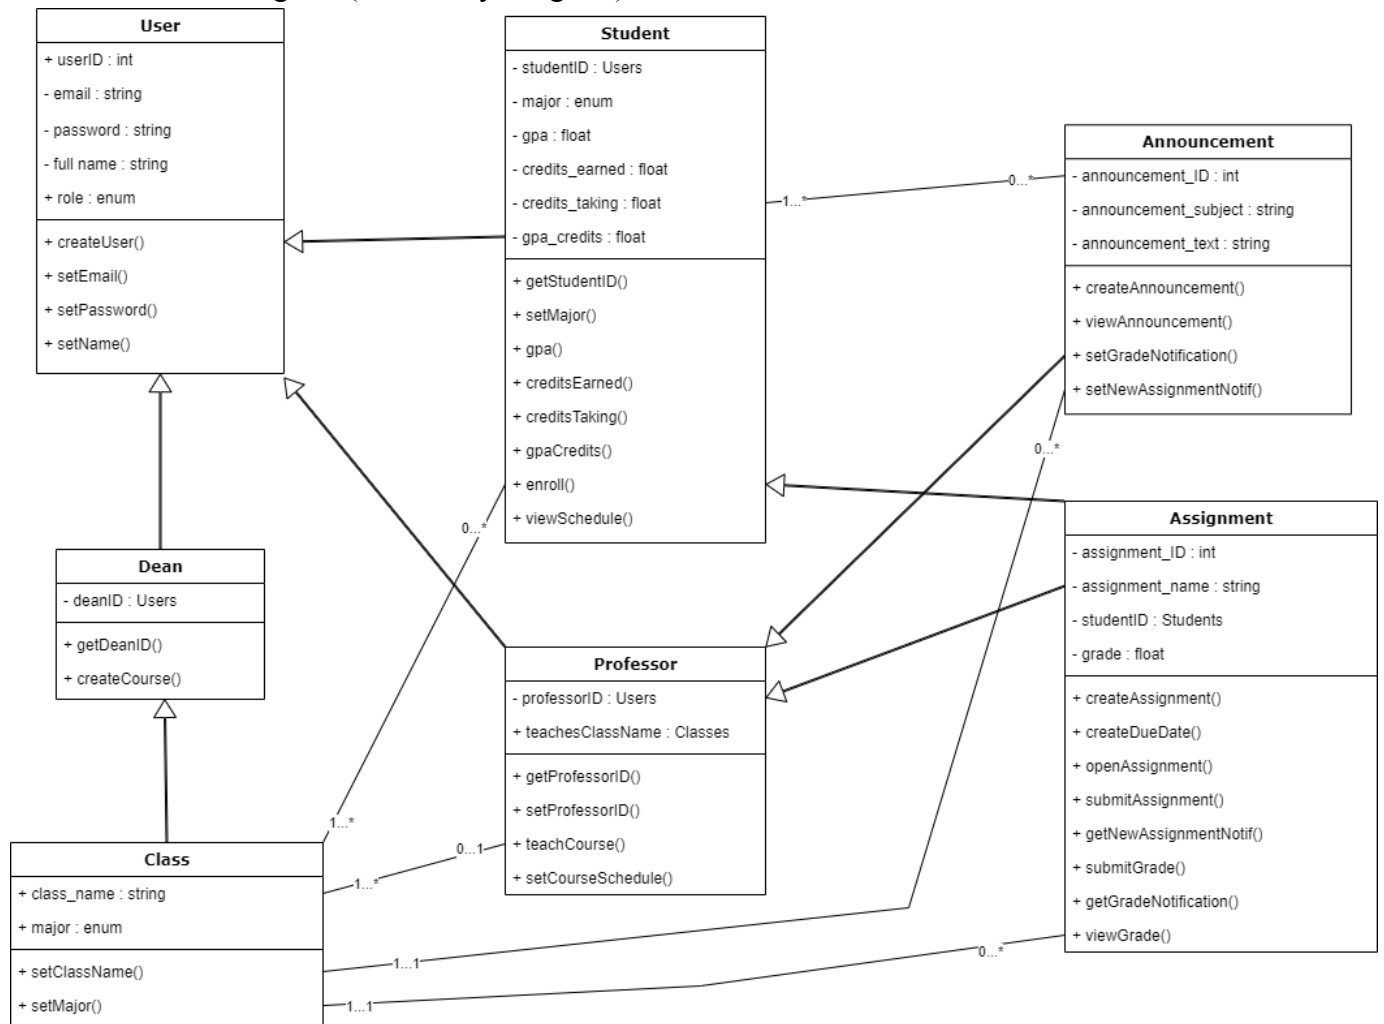 User
+ userID : int
- email : string
- password : string
- full name : string
+ role : enum
+ createUser()
+ setEmail()
+ setPassword()
+ setName()
Student
- studentID : Users
- major : enum
- gpa : float
- credits_earned : float
- credits_taking : float
- gpa_credits : float
+ getStudentID()
+ setMajor()
+ gpa()
+ creditsEarned()
+ creditsTaking()
+ gpaCredits()
+ enroll()
+ viewSchedule()
1...*
0...*
Announcement
- announcement_ID : int
- announcement_subject : string
- announcement_text : string
+ createAnnouncement()
+ viewAnnouncement()
+ setGradeNotification()
+ setNewAssignmentNotif()
0...*
0...*
Dean
- deanID : Users
+ getDeanID()
+ createCourse()
Professor
- professorID : Users
+ teachesClassName : Classes
+ getProfessorID()
+ setProfessorID()
+ teachCourse()
+ setCourseSchedule()
Assignment
- assignment_ID : int
- assignment_name : string
- studentID : Students
- grade : float
+ createAssignment()
+ createDueDate()
+ openAssignment()
+ submitAssignment()
+ getNewAssignmentNotif()
+ submitGrade()
+ getGradeNotification()
+ viewGrade()
1...*
0...1
1...*
Class
+ class_name : string
+ major : enum
+ setClassName()
+ setMajor()
1...1
0...*
1...1